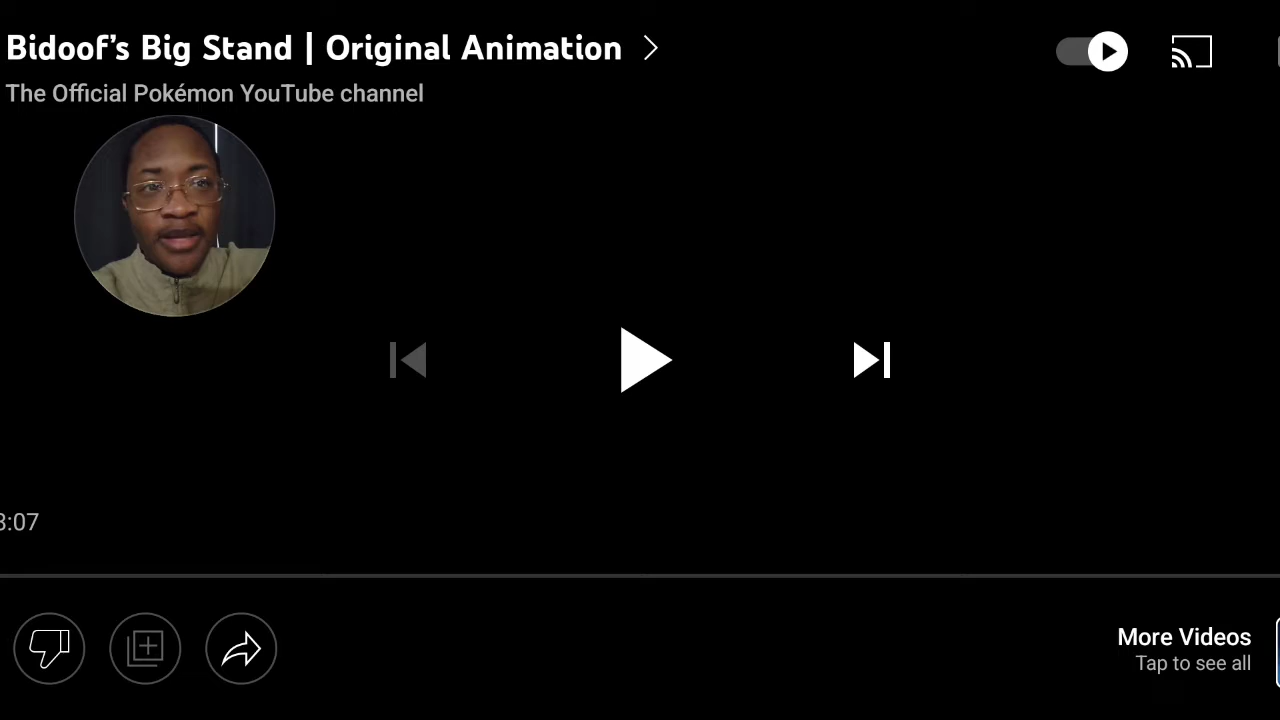 Bidoof’s Big Stand | Original Animation
The Official Pokémon YouTube channel
3:07
More Videos
Tap to see all